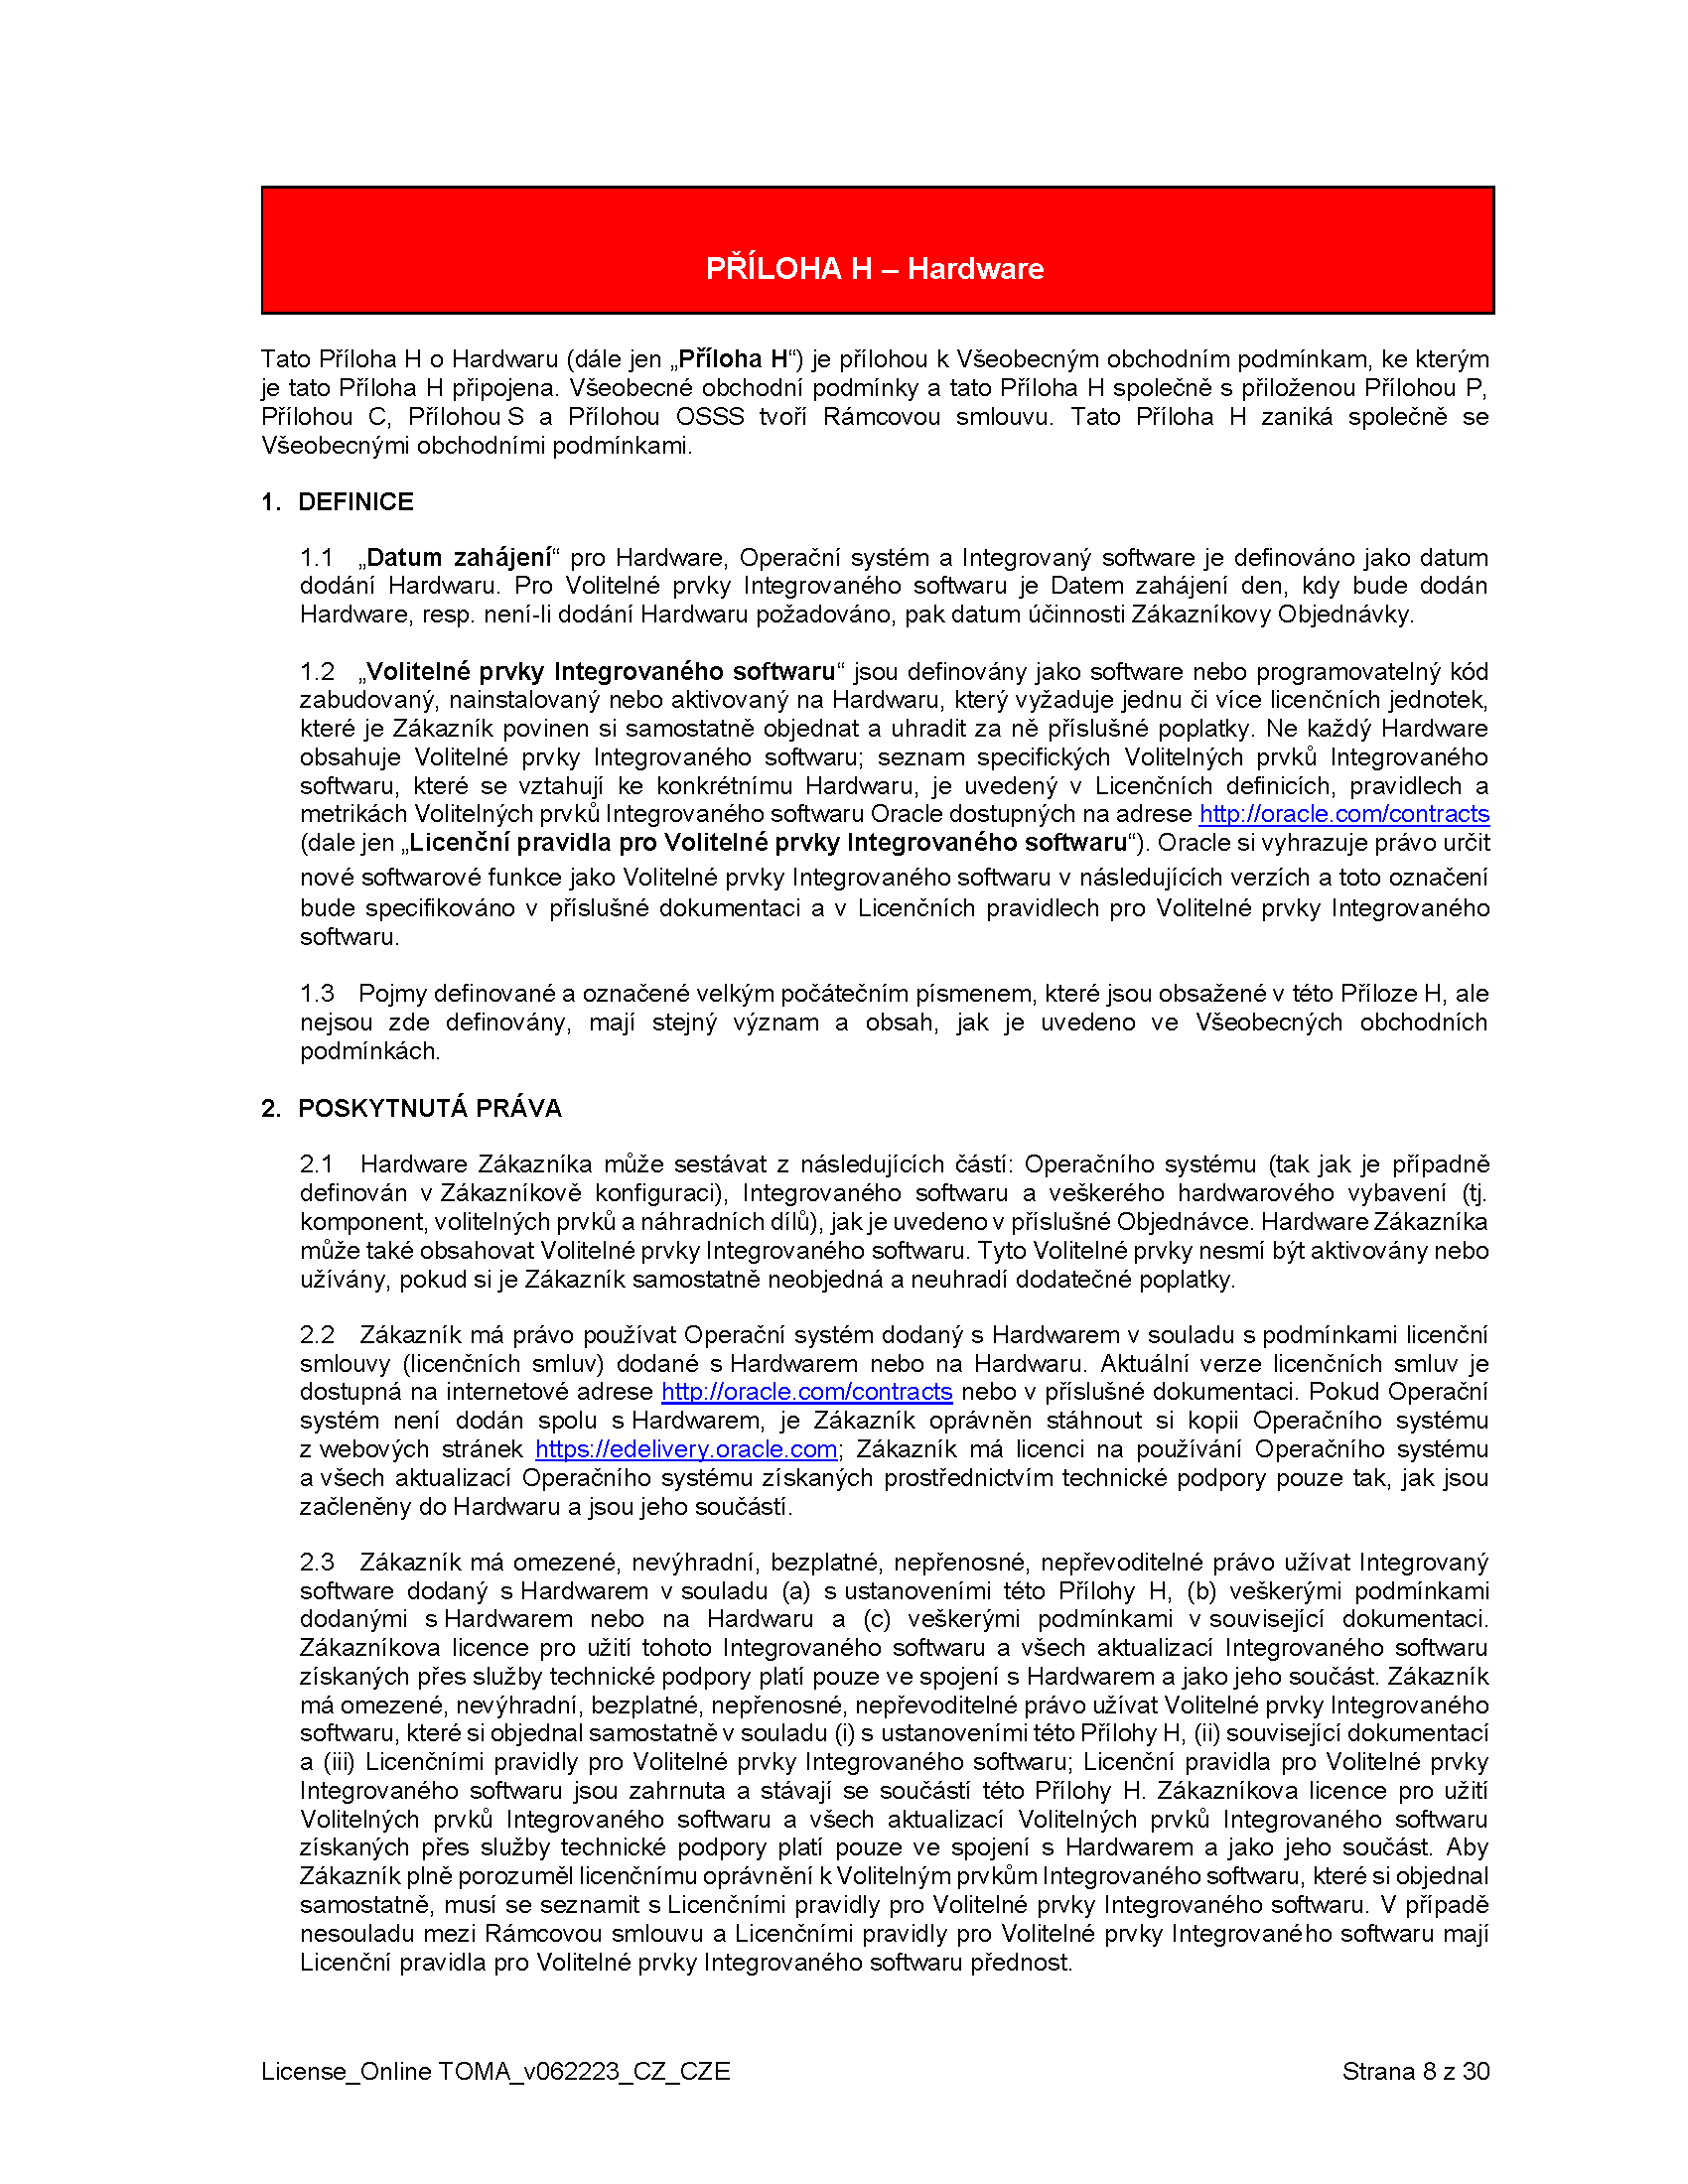 PŘÍLOHA H – Hardware
Tato Příloha H o Hardwaru (dále jen „Příloha H“) je přílohou k Všeobecným obchodním podmínkam, ke kterým
je tato Příloha H připojena. Všeobecné obchodní podmínky a tato Příloha H společně s přiloženou Přílohou P,
Přílohou C, Přílohou S a Přílohou OSSS tvoří Rámcovou smlouvu. Tato Příloha H zaniká společně se
Všeobecnými obchodními podmínkami.
1. DEFINICE
1.1 „Datum zahájení“ pro Hardware, Operační systém a Integrovaný software je definováno jako datum
dodání Hardwaru. Pro Volitelné prvky Integrovaného softwaru je Datem zahájení den, kdy bude dodán
Hardware, resp. není-li dodání Hardwaru požadováno, pak datum účinnosti Zákazníkovy Objednávky.
1.2 „Volitelné prvky Integrovaného softwaru“ jsou definovány jako software nebo programovatelný kód
zabudovaný, nainstalovaný nebo aktivovaný na Hardwaru, který vyžaduje jednu či více licenčních jednotek,
které je Zákazník povinen si samostatně objednat a uhradit za ně příslušné poplatky. Ne každý Hardware
obsahuje Volitelné prvky Integrovaného softwaru; seznam specifických Volitelných prvků Integrovaného
softwaru, které se vztahují ke konkrétnímu Hardwaru, je uvedený v Licenčních definicích, pravidlech a
metrikách Volitelných prvků Integrovaného softwaru Oracle dostupných na adrese http://oracle.com/contracts
(dale jen „Licenční pravidla pro Volitelné prvky Integrovaného softwaru“). Oracle si vyhrazuje právo určit
nové softwarové funkce jako Volitelné prvky Integrovaného softwaru v následujících verzích a toto označení
bude specifikováno v příslušné dokumentaci a v Licenčních pravidlech pro Volitelné prvky Integrovaného
softwaru.
1.3 Pojmy definované a označené velkým počátečním písmenem, které jsou obsažené v této Příloze H, ale
nejsou zde definovány, mají stejný význam a obsah, jak je uvedeno ve Všeobecných obchodních
podmínkách.
2. POSKYTNUTÁ PRÁVA
2.1 Hardware Zákazníka může sestávat z následujících částí: Operačního systému (tak jak je případně
definován v Zákazníkově konfiguraci), Integrovaného softwaru a veškerého hardwarového vybavení (tj.
komponent, volitelných prvků a náhradních dílů), jak je uvedeno v příslušné Objednávce. Hardware Zákazníka
může také obsahovat Volitelné prvky Integrovaného softwaru. Tyto Volitelné prvky nesmí být aktivovány nebo
užívány, pokud si je Zákazník samostatně neobjedná a neuhradí dodatečné poplatky.
2.2 Zákazník má právo používat Operační systém dodaný s Hardwarem v souladu s podmínkami licenční
smlouvy (licenčních smluv) dodané s Hardwarem nebo na Hardwaru. Aktuální verze licenčních smluv je
dostupná na internetové adrese http://oracle.com/contracts nebo v příslušné dokumentaci. Pokud Operační
systém není dodán spolu s Hardwarem, je Zákazník oprávněn stáhnout si kopii Operačního systému
z webových stránek https://edelivery.oracle.com; Zákazník má licenci na používání Operačního systému
a všech aktualizací Operačního systému získaných prostřednictvím technické podpory pouze tak, jak jsou
začleněny do Hardwaru a jsou jeho součástí.
2.3 Zákazník má omezené, nevýhradní, bezplatné, nepřenosné, nepřevoditelné právo užívat Integrovaný
software dodaný s Hardwarem v souladu (a) s ustanoveními této Přílohy H, (b) veškerými podmínkami
dodanými s Hardwarem nebo na Hardwaru a (c) veškerými podmínkami v související dokumentaci.
Zákazníkova licence pro užití tohoto Integrovaného softwaru a všech aktualizací Integrovaného softwaru
získaných přes služby technické podpory platí pouze ve spojení s Hardwarem a jako jeho součást. Zákazník
má omezené, nevýhradní, bezplatné, nepřenosné, nepřevoditelné právo užívat Volitelné prvky Integrovaného
softwaru, které si objednal samostatně v souladu (i) s ustanoveními této Přílohy H, (ii) související dokumentací
a (iii) Licenčními pravidly pro Volitelné prvky Integrovaného softwaru; Licenční pravidla pro Volitelné prvky
Integrovaného softwaru jsou zahrnuta a stávají se součástí této Přílohy H. Zákazníkova licence pro užití
Volitelných prvků Integrovaného softwaru a všech aktualizací Volitelných prvků Integrovaného softwaru
získaných přes služby technické podpory platí pouze ve spojení s Hardwarem a jako jeho součást. Aby
Zákazník plně porozuměl licenčnímu oprávnění k Volitelným prvkům Integrovaného softwaru, které si objednal
samostatně, musí se seznamit s Licenčními pravidly pro Volitelné prvky Integrovaného softwaru. V případě
nesouladu mezi Rámcovou smlouvu a Licenčními pravidly pro Volitelné prvky Integrovaného softwaru mají
Licenční pravidla pro Volitelné prvky Integrovaného softwaru přednost.
License_Online TOMA_v062223_CZ_CZE
Strana 8 z 30